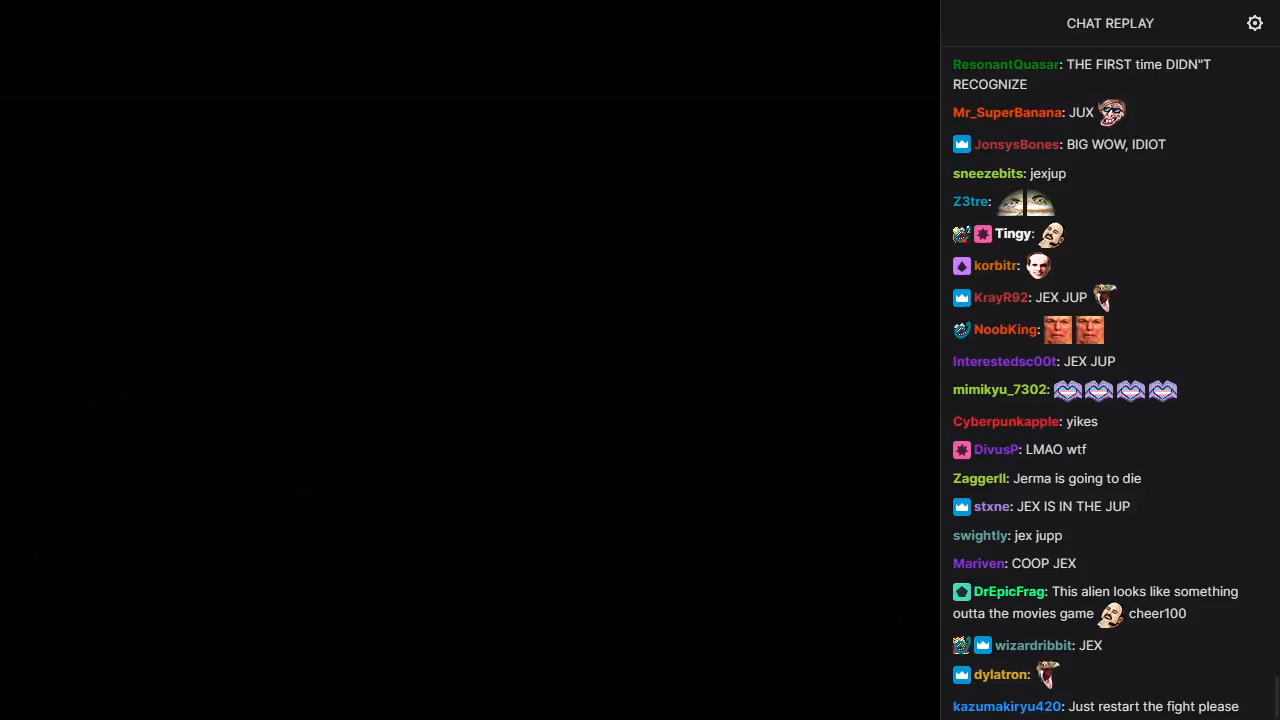 CHAT REPLAY
ResonantQuasar: THE FIRST time DIDN"T
RECOGNIZE
Mr_SuperBanana: JUX
JonsysBones: BIG WOW, IDIOT
sneezebits: jexjup
Z3tre:
Tingy:
korbitr:
KrayR92: JEX JUP
NoobKing:
Interestedsc00t: JEX JUP
mimikyu_7302:
Cyberpunkapple: yikes
DivusP: LMAO wtf
ZaggerII: Jerma is going to die
stxne: JEX IS IN THE JUP
swightly: jex jupp
Mariven: COOP JEX
DrEpicFrag: This alien looks like something
outta the movies game cheer100
wizardribbit: JEX
dylatron:
kazumakiryu420: Just restart the fight please